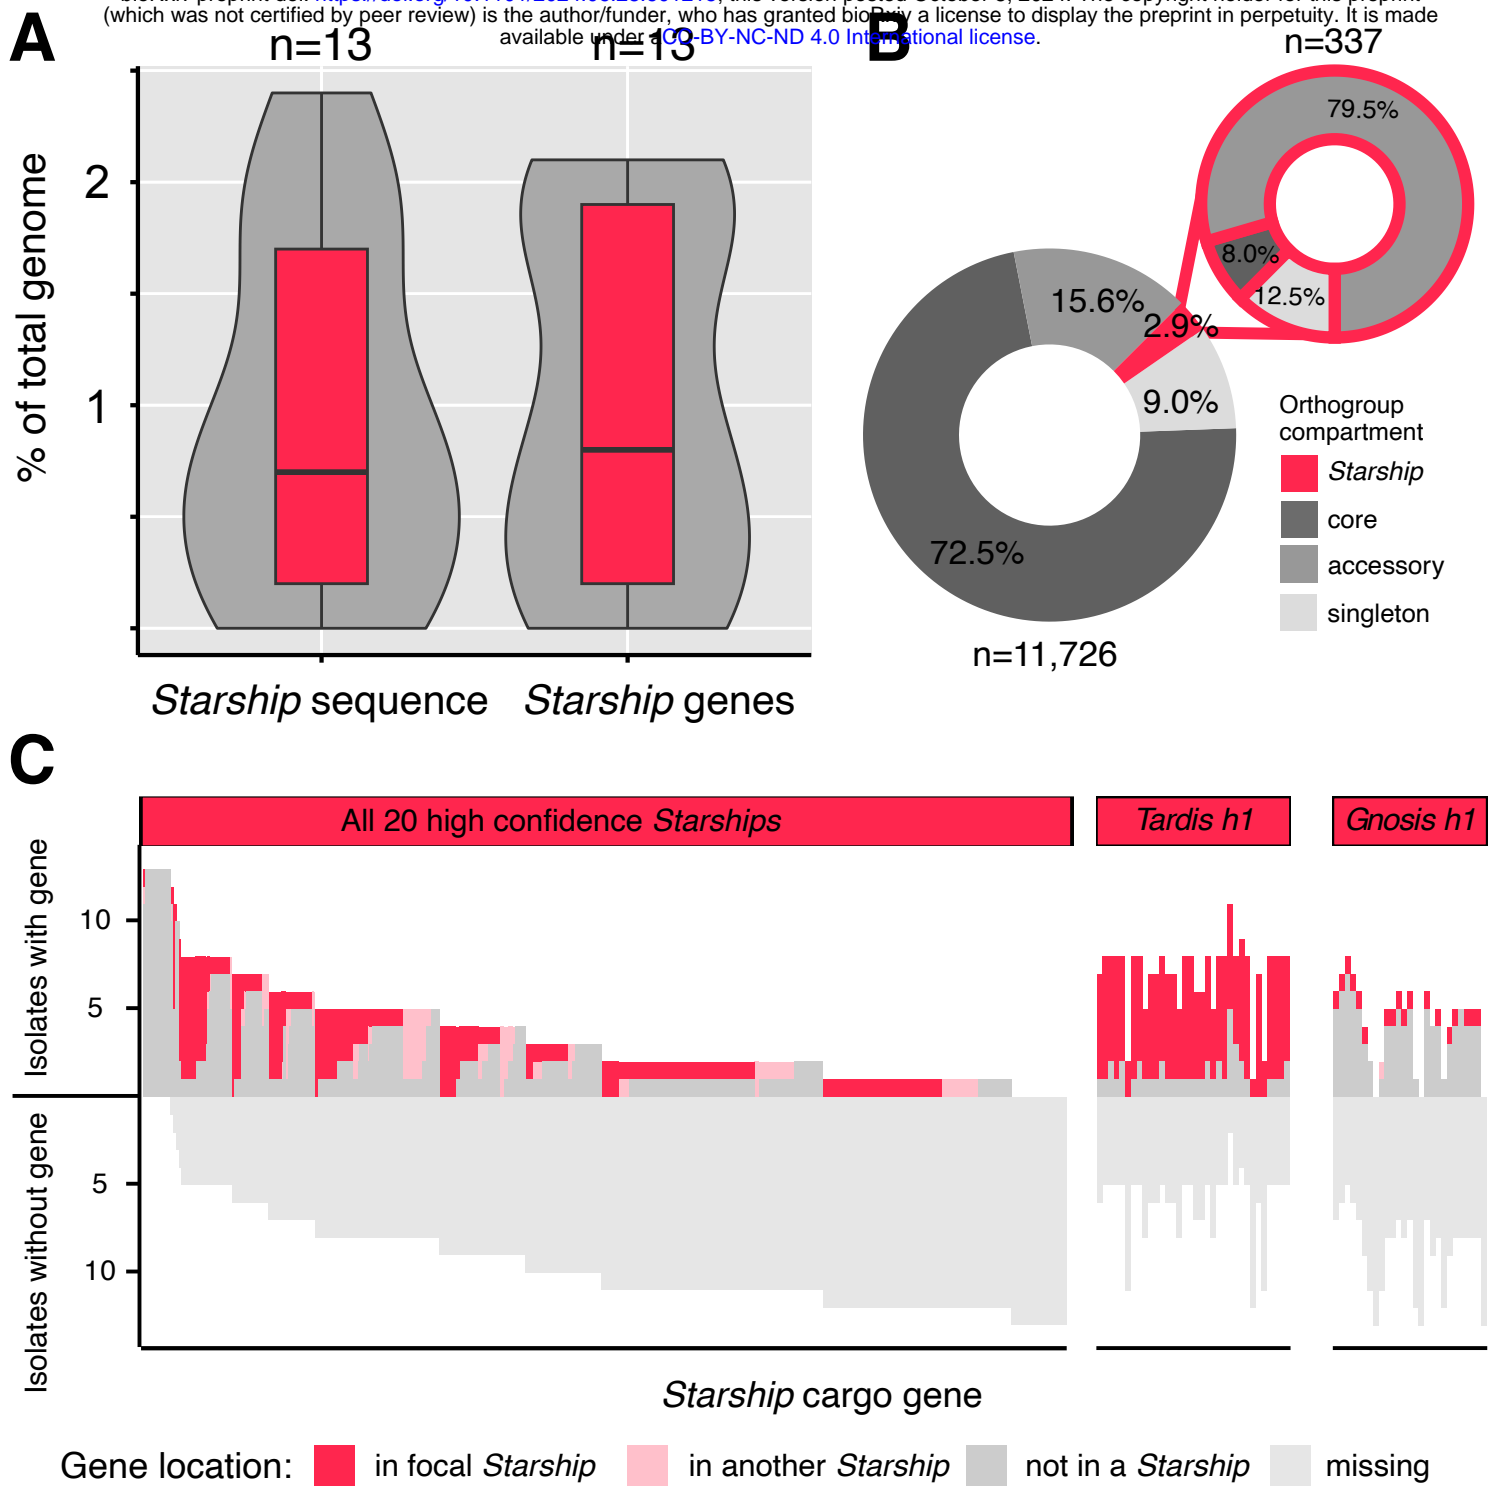 (which was not certified by peer review) is the author/funder, who has granted bioRxiv a license to display the preprint in perpetuity. It is made
available under aCC-BY-NC-ND 4.0 International license.
A
n=13
n=13
% of total genome
2
1
Starship sequence
Starship genes
B
n=337
79.5%
8.0%
12.5%
15.6%
2.9%
9.0%
72.5%
n=11,726
Orthogroup
compartment
Starship
core
accessory
singleton
C
All 20 high confidence Starships
Tardis h1
Gnosis h1
Isolates with gene
10
5
Isolates without gene
5
10
Starship cargo gene
Gene location:
in focal Starship
in another Starship
not in a Starship
missing